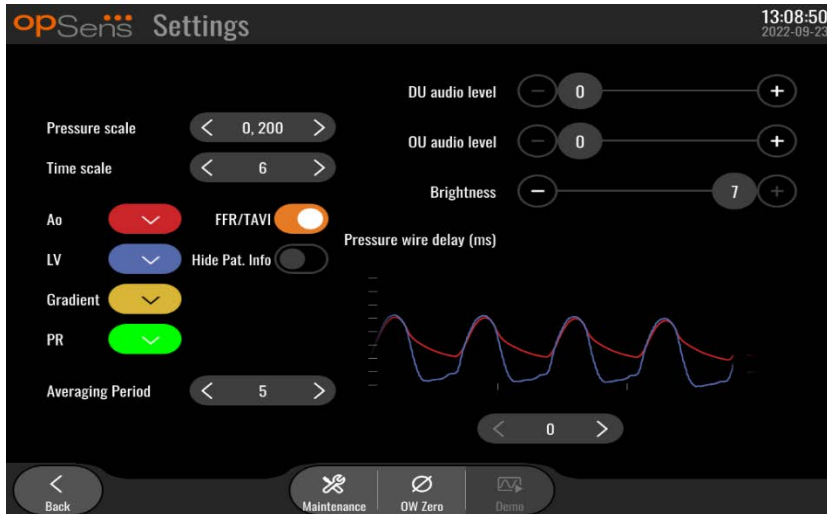 opSens Settings
13:08:50
2022-09-23
Pressure scale
0, 200
Time scale
6
Ao
FFR/TAVI
LV
Hide Pat. Info
Gradient
PR
Averaging Period
5
DU audio level
0
OU audio level
0
Brightness
7
Pressure wire delay (ms)
0
Back
Maintenance
OW Zero
Demo